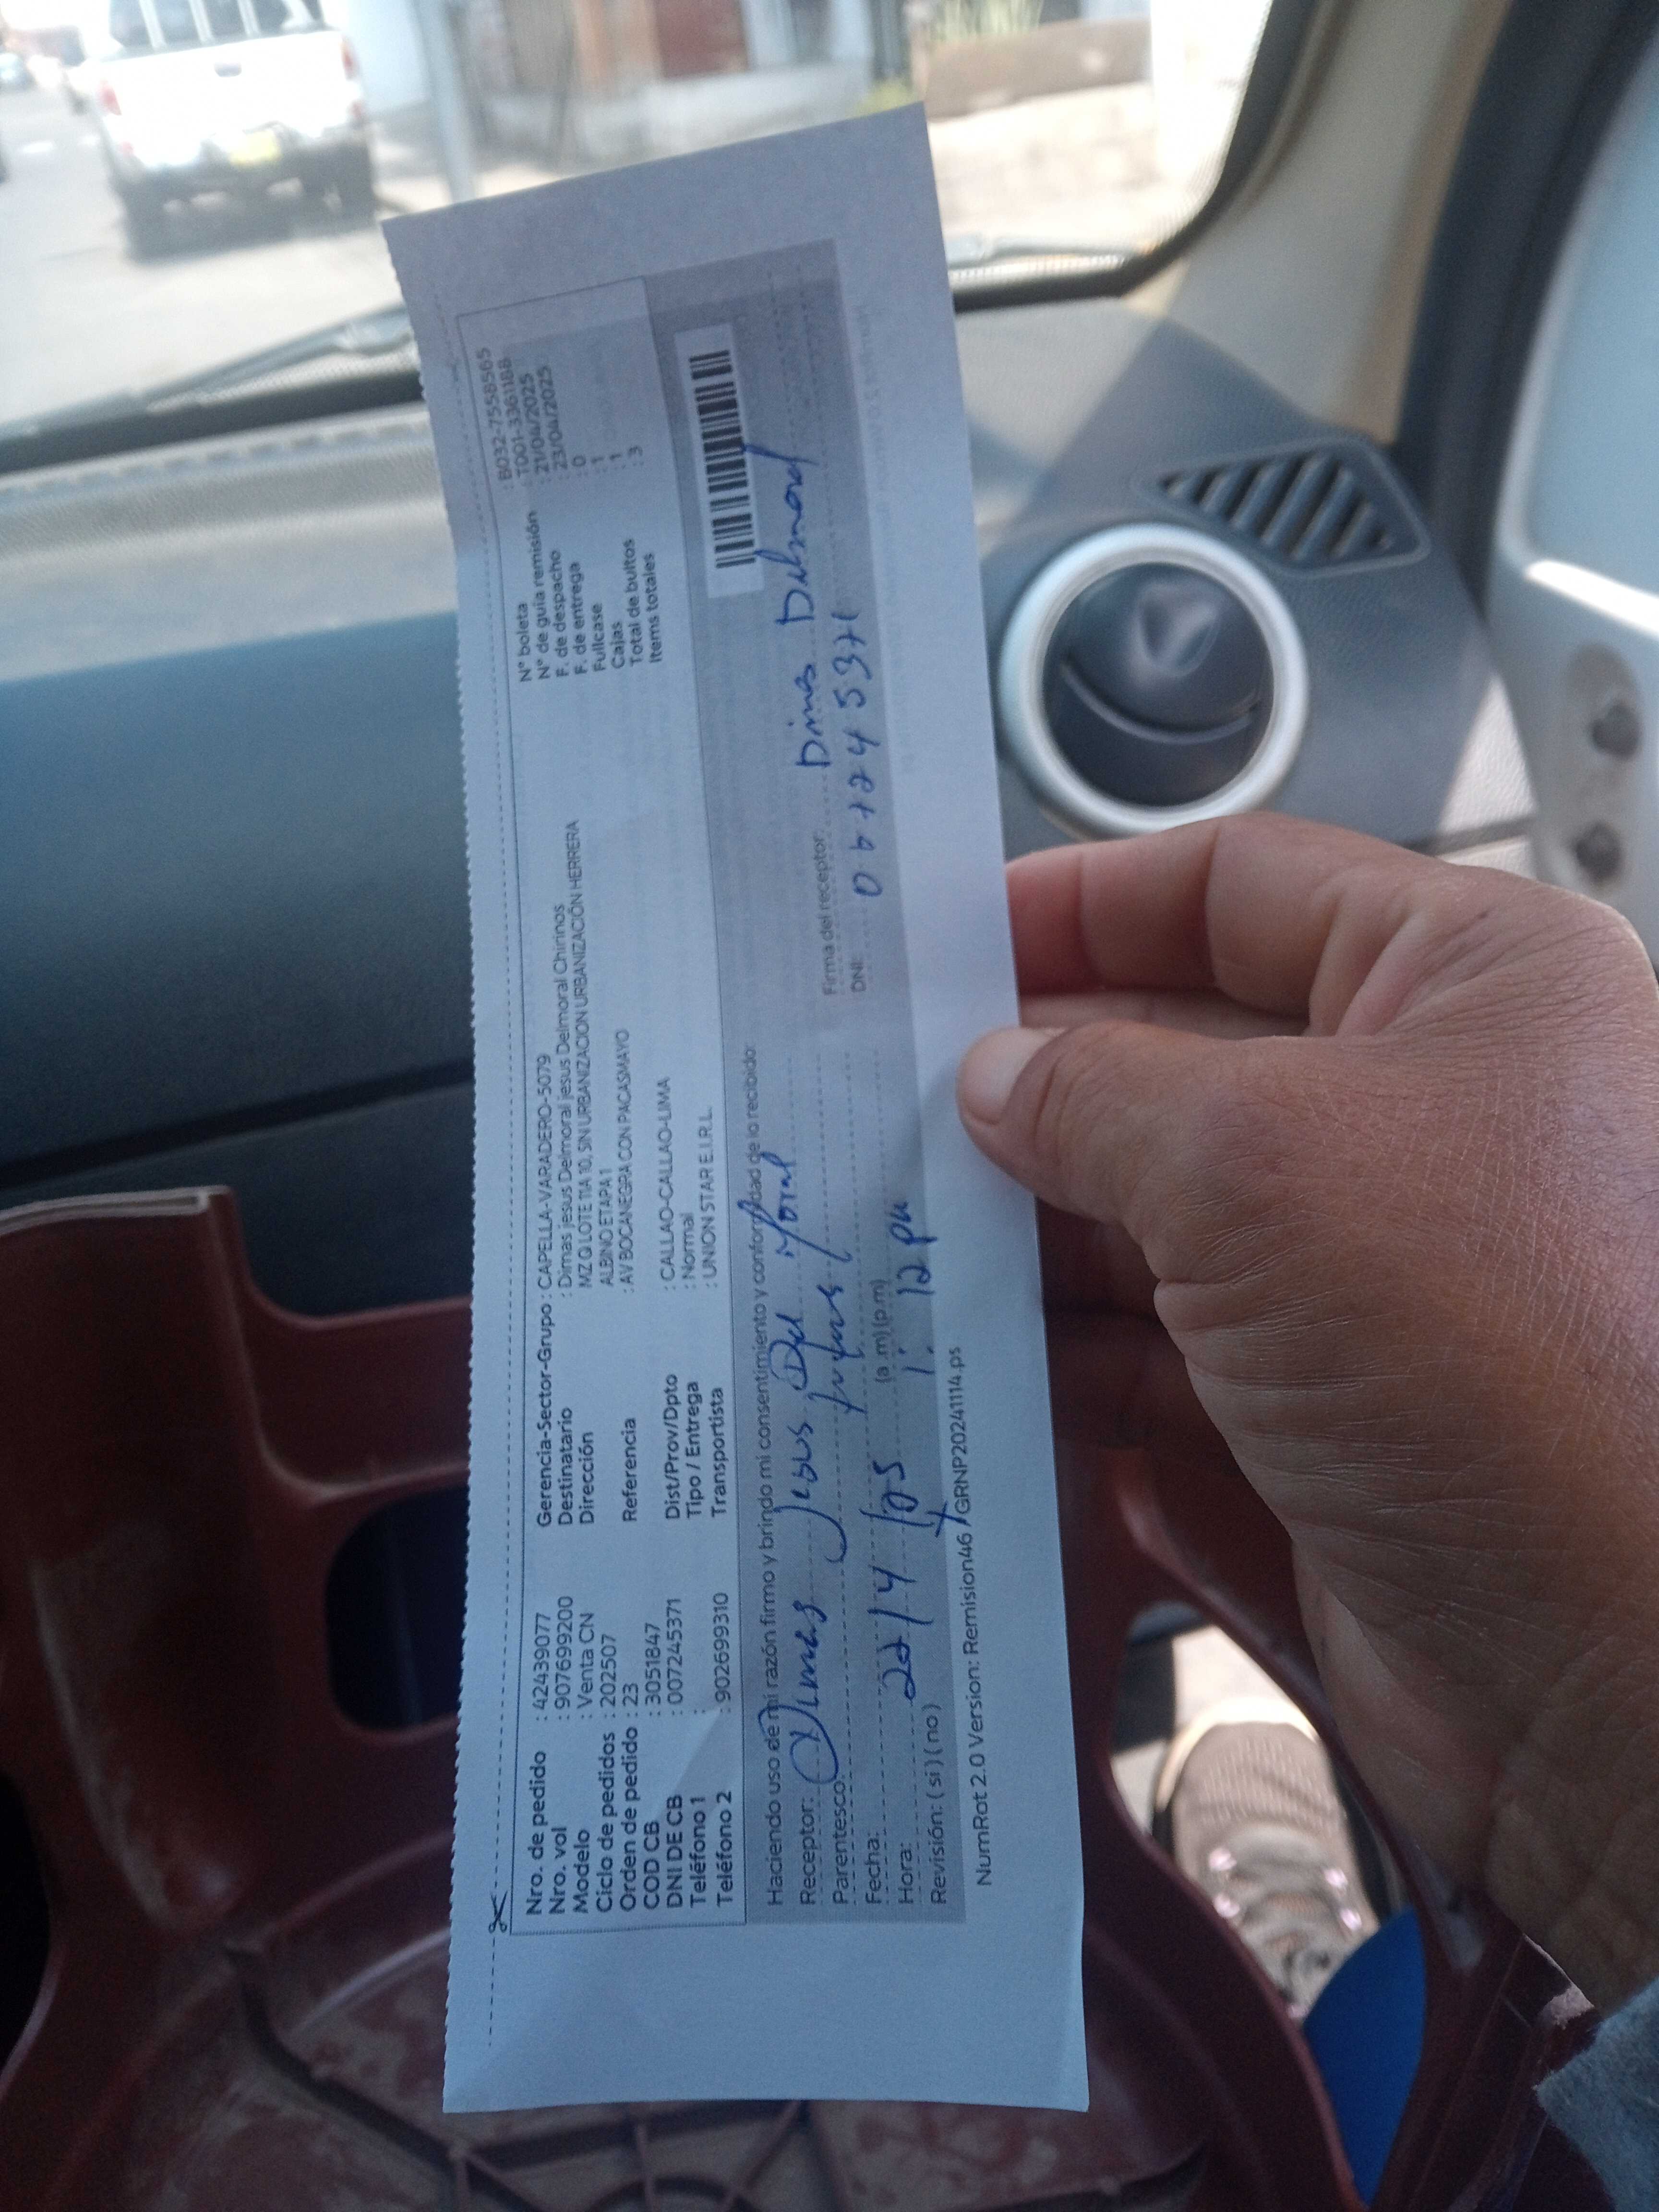 Nro. de pedido : 42439077
Nro. vol : 907699200
Modelo : Venta CN
Ciclo de pedidos : 202507
Orden de pedido : 23
COD CB : 3051847
DNI DE CB : 007245371
Teléfono 1 :
Teléfono 2 : 902699310
Gerencia-Sector-Grupo : CAPELLA-VARADERO-5079
Destinatario : Dimas jesus Delmoral jesus Delmoral Chirinos
Dirección MZ Q LOTE 11A 10, SIN URBANIZACION URBANIZACIÓN HERRERA
ALBINO ETAPA 1
Referencia : AV BOCANEGRA CON PACASMAYO
Dist/Prov/Dpto : CALLAO-CALLAO-LIMA
Tipo / Entrega : Normal
Transportista : UNION STAR E.I.R.L.
N° boleta : B032-7558565
N° de guía remisión : T001-3361188
F. de despacho : 21/04/2025
F. de entrega : 23/04/2025
Fullcase : 0
Cajas : 1
Total de bultos : 1
Items totales : 3
Haciendo uso de mi razón firmo y brindo mi consentimiento y conformidad de lo recibido:
Receptor: Dimas Jesus Del Moral
Parentesco:
Fecha: 22/4/25
Hora: (a.m)(p.m) 1:12 pm
Revisión: ( si ) ( no )
Firma del receptor: Dimas Delmoral
DNI: 007245371
NumRot 2.0 Version: Remision46 /GRNP20241114.ps